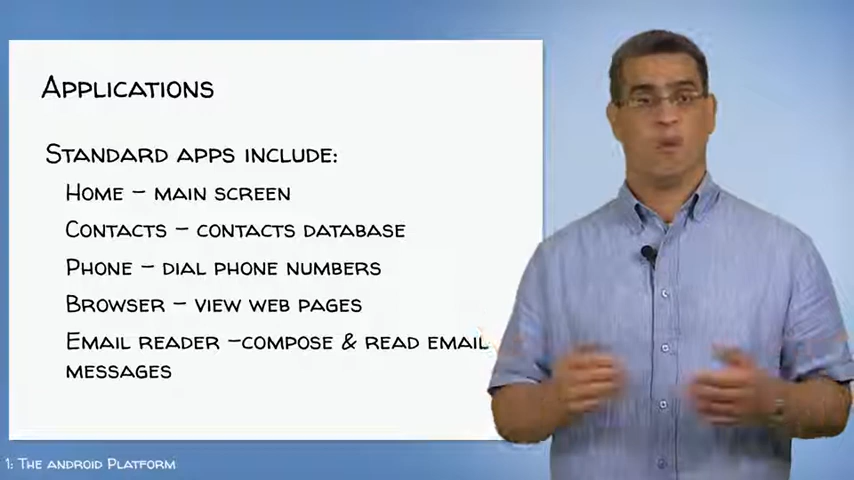 Applications
Standard apps include:
Home – main screen
Contacts – contacts database
Phone – dial phone numbers
Browser – view web pages
Email reader –compose & read email
messages
1: The android Platform